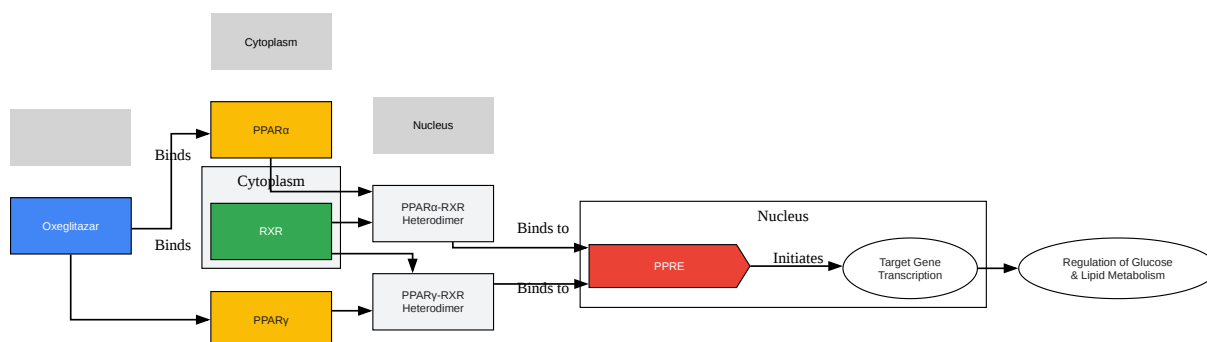 Cytoplasm
PPARα
Nucleus
Binds
Cytoplasm
PPARα-RXR
Heterodimer
Oxeglitazar
RXR
Binds
Binds to
Nucleus
PPRE
Initiates
Target Gene
Transcription
Regulation of Glucose
& Lipid Metabolism
PPARγ-RXR
Heterodimer
Binds to
PPARγ